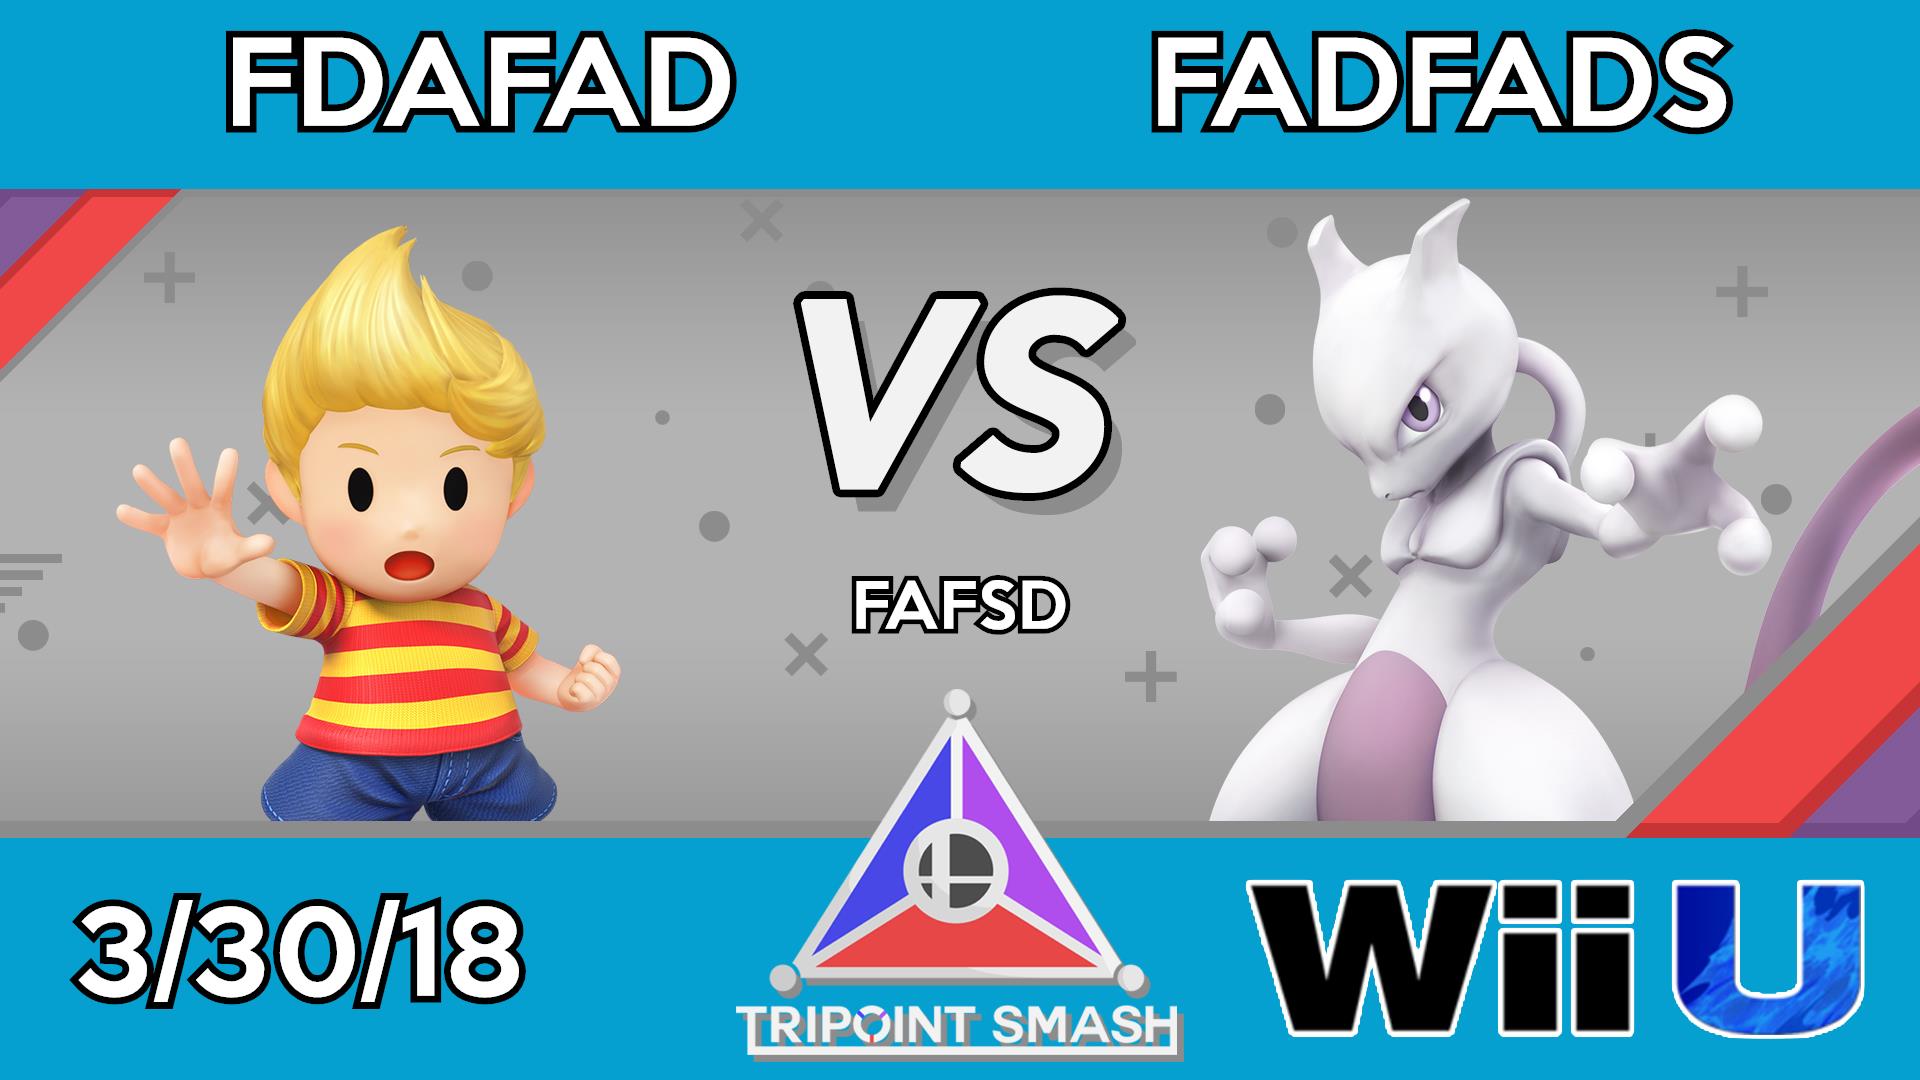 FDAFAD
FADFADS
VS
FAFSD
3/30/18
TRIPOINT SMASH
Wii U